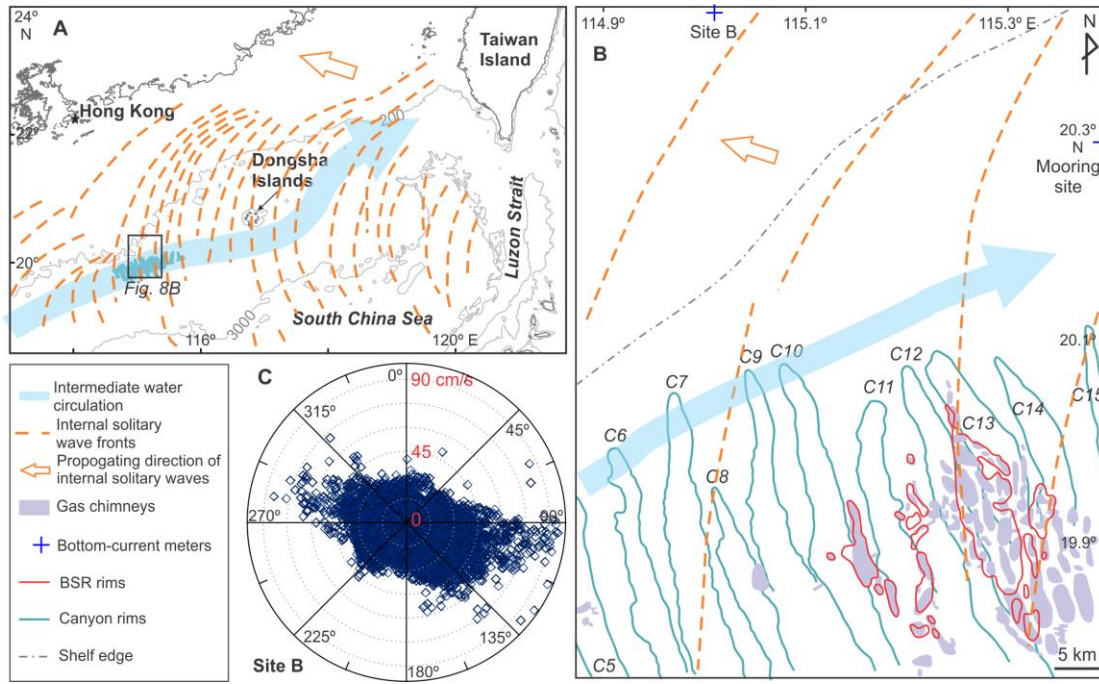 24°
N
A
Taiwan
Island
Hong Kong
22°
200
Dongsha
Islands
Luzon Strait
20°
Fig. 8B
3000
South China Sea
116°
120° E
Intermediate water
circulation
Internal solitary
wave fronts
Propogating direction of
internal solitary waves
Gas chimneys
Bottom-current meters
BSR rims
Canyon rims
Shelf edge
C
0°
90 cm/s
315°
45°
45
270°
0
90°
225°
135°
180°
Site B
114.9°
115.1°
115.3° E
N
Site B
B
20.3°
N
Mooring
site
20.1°
C9
C10
C7
C12
C11
C15
C14
C6
C13
C8
19.9°
C5
5 km